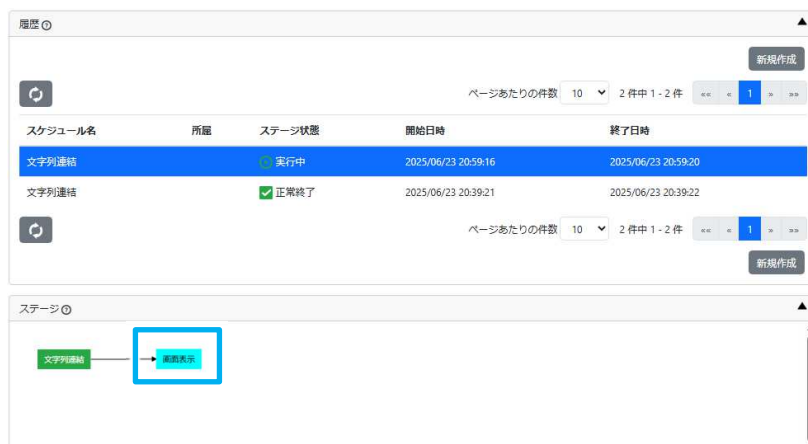 履歴
新規作成
ページあたりの件数 10 2 件中 1 - 2 件 «« « 1 » »»
スケジュール名 所属 ステージ状態 開始日時 終了日時
文字列連結 実行中 2025/06/23 20:59:16 2025/06/23 20:59:20
文字列連結 正常終了 2025/06/23 20:39:21 2025/06/23 20:39:22
ページあたりの件数 10 2 件中 1 - 2 件 «« « 1 » »»
新規作成
ステージ
文字列連結 画面表示